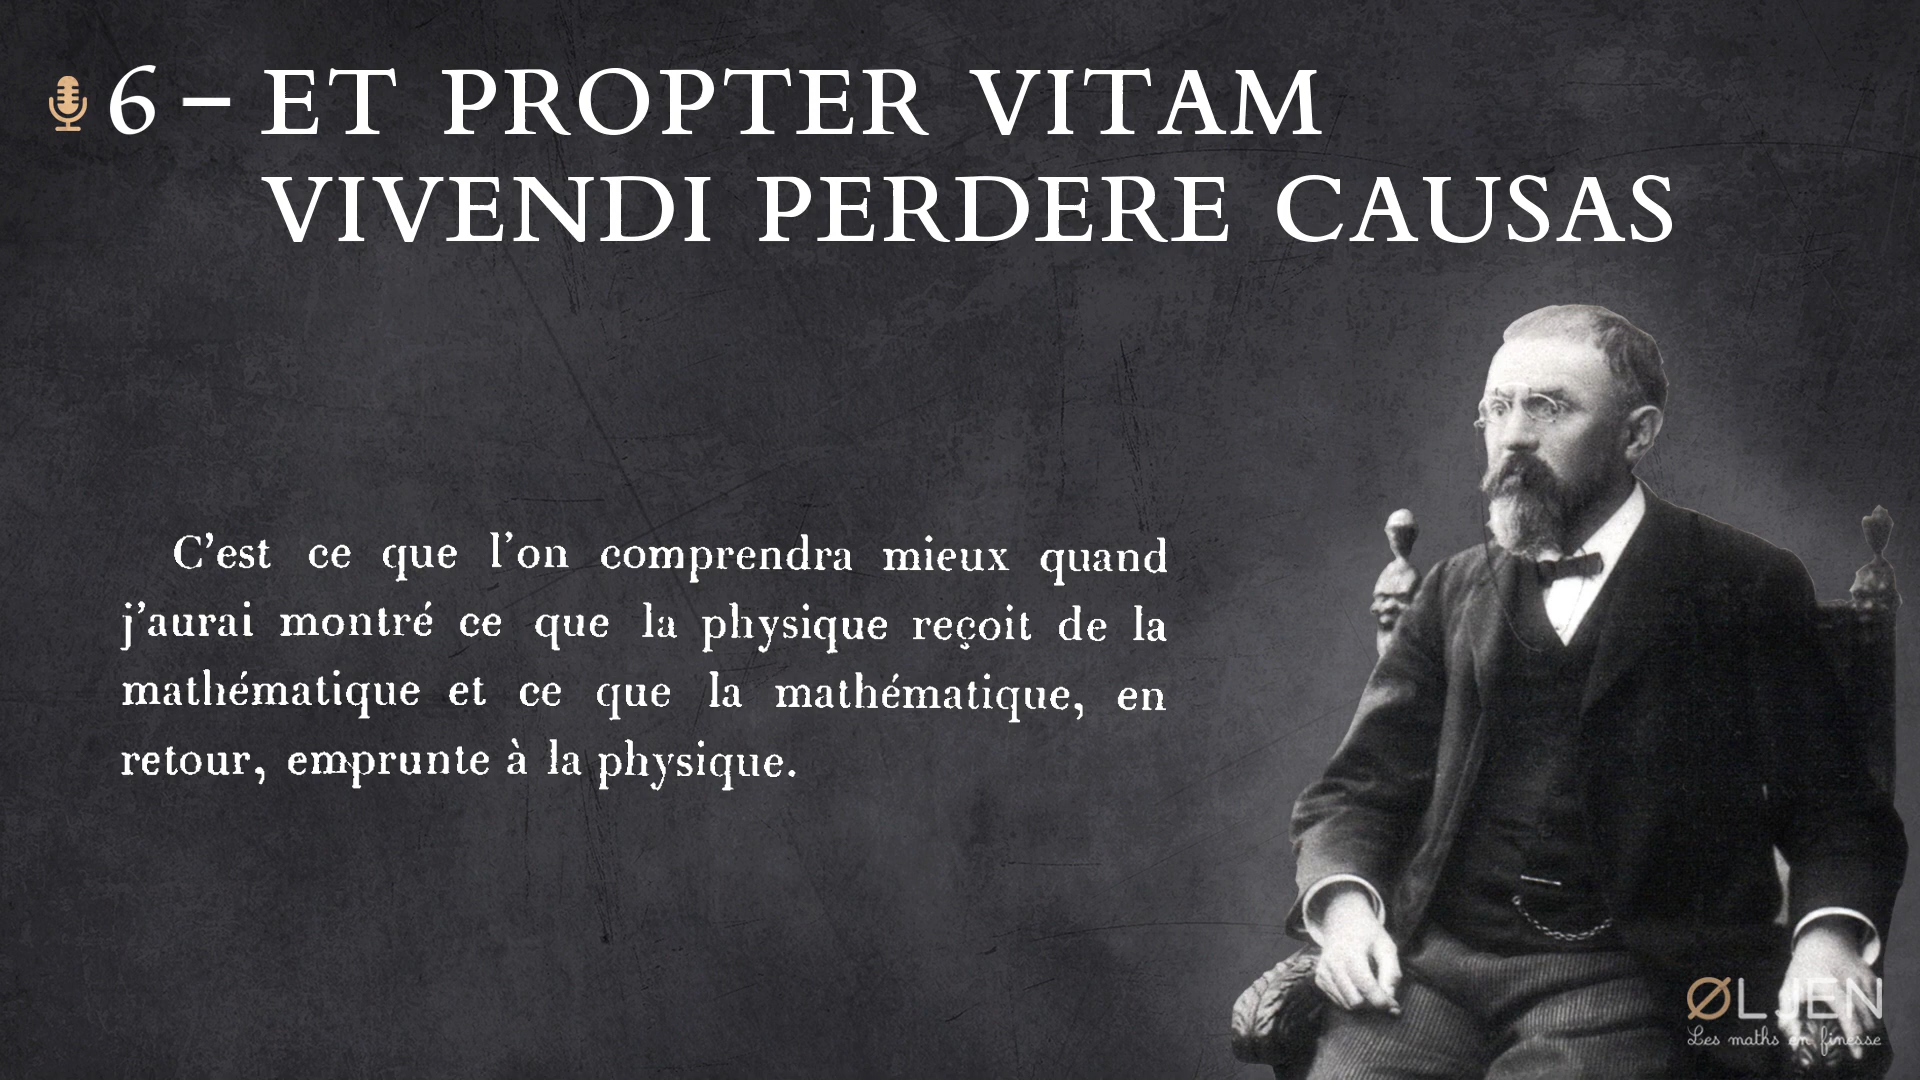 6 – ET PROPTER VITAM
VIVENDI PERDERE CAUSAS
C’est ce que l’on comprendra mieux quand
j’aurai montré ce que la physique reçoit de la
mathématique et ce que la mathématique, en
retour, emprunte à la physique.
ØLJEN
Les maths en finesse